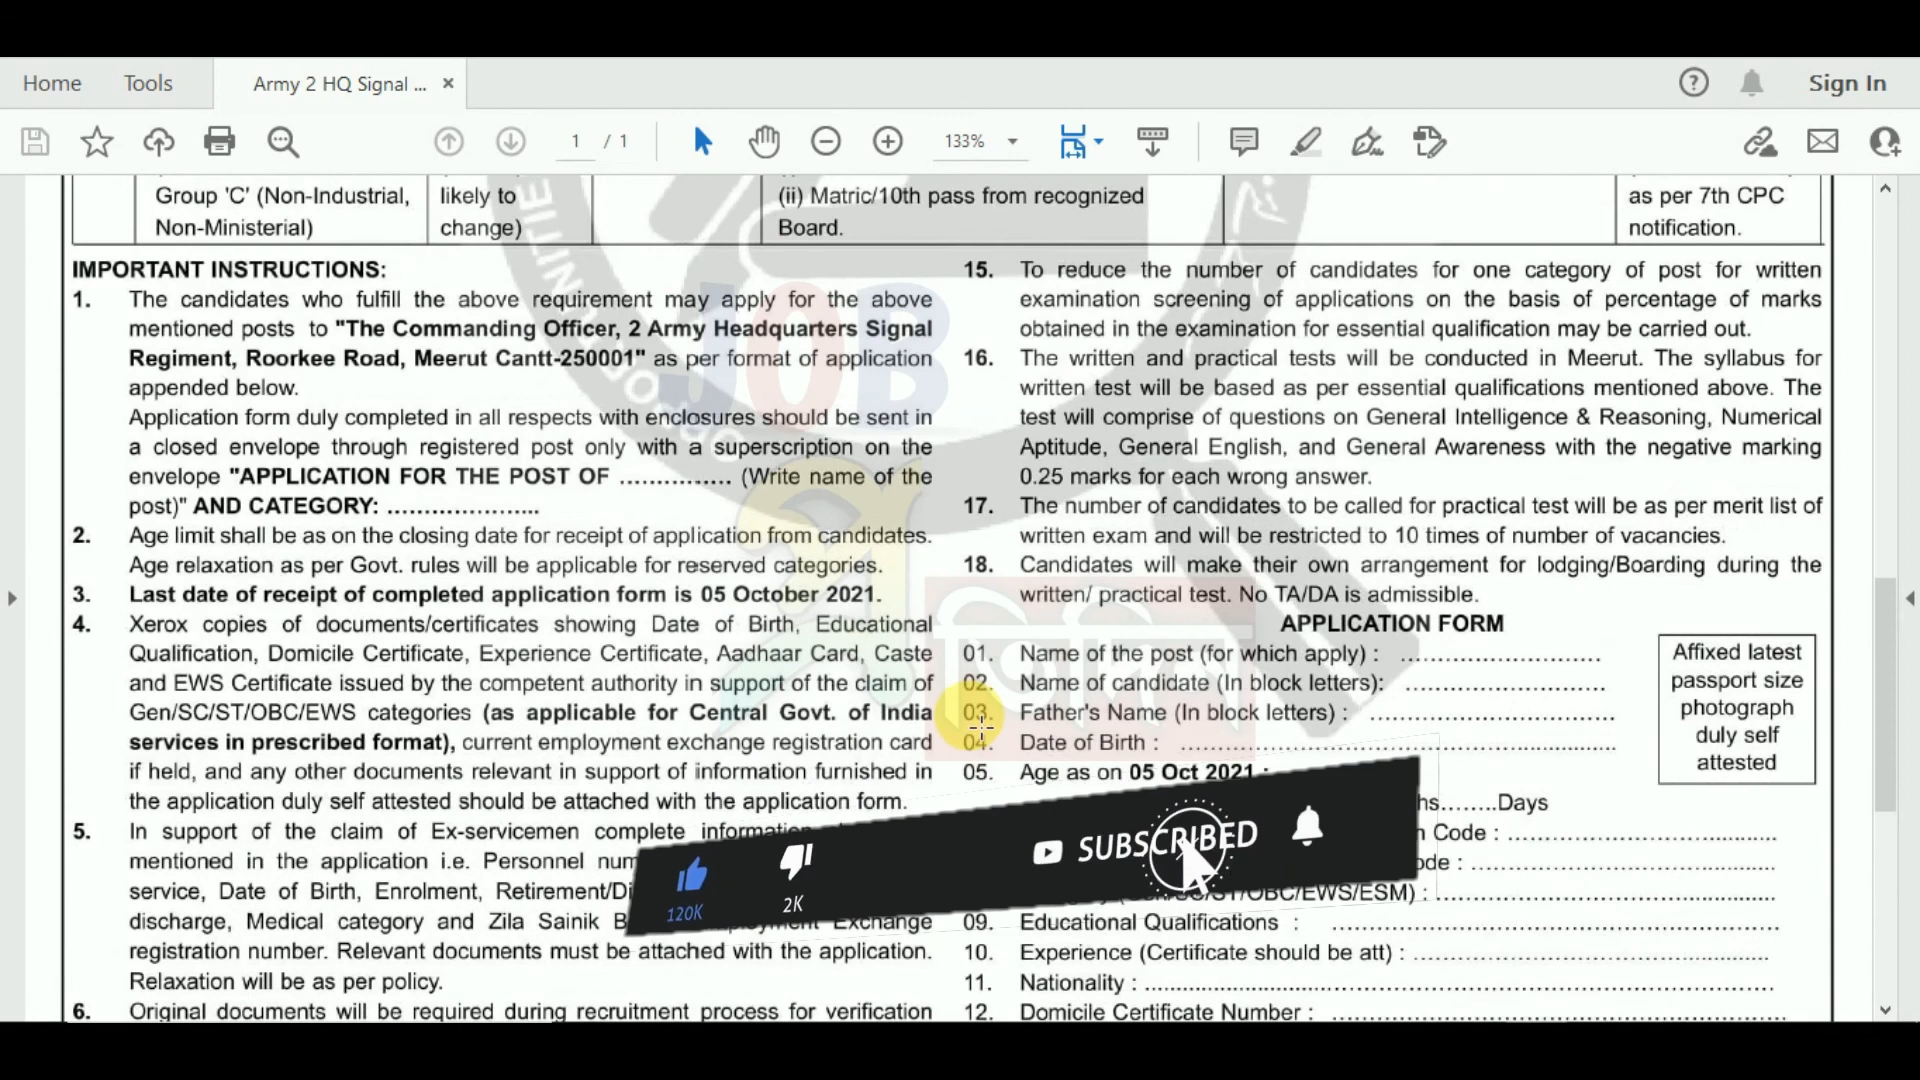 Home Tools Army 2 HQ Signal ... × Sign In
1 / 1 133%
Group 'C' (Non-Industrial,
Non-Ministerial)
likely to
change)
(ii) Matric/10th pass from recognized
Board.
as per 7th CPC
notification.
IMPORTANT INSTRUCTIONS:
1. The candidates who fulfill the above requirement may apply for the above
mentioned posts to "The Commanding Officer, 2 Army Headquarters Signal
Regiment, Roorkee Road, Meerut Cantt-250001" as per format of application
appended below.
Application form duly completed in all respects with enclosures should be sent in
a closed envelope through registered post only with a superscription on the
envelope "APPLICATION FOR THE POST OF ............... (Write name of the
post)" AND CATEGORY: .....................
2. Age limit shall be as on the closing date for receipt of application from candidates.
Age relaxation as per Govt. rules will be applicable for reserved categories.
3. Last date of receipt of completed application form is 05 October 2021.
4. Xerox copies of documents/certificates showing Date of Birth, Educational
Qualification, Domicile Certificate, Experience Certificate, Aadhaar Card, Caste
and EWS Certificate issued by the competent authority in support of the claim of
Gen/SC/ST/OBC/EWS categories (as applicable for Central Govt. of India
services in prescribed format), current employment exchange registration card
if held, and any other documents relevant in support of information furnished in
the application duly self attested should be attached with the application form.
5. In support of the claim of Ex-servicemen complete information
mentioned in the application i.e. Personnel
service, Date of Birth, Enrolment,
discharge, Medical category and Zila Sainik Exchange
registration number. Relevant documents must be attached with the application.
Relaxation will be as per policy.
6. Original documents will be required during recruitment process for verification
15. To reduce the number of candidates for one category of post for written
examination screening of applications on the basis of percentage of marks
obtained in the examination for essential qualification may be carried out.
16. The written and practical tests will be conducted in Meerut. The syllabus for
written test will be based as per essential qualifications mentioned above. The
test will comprise of questions on General Intelligence & Reasoning, Numerical
Aptitude, General English, and General Awareness with the negative marking
0.25 marks for each wrong answer.
17. The number of candidates to be called for practical test will be as per merit list of
written exam and will be restricted to 10 times of number of vacancies.
18. Candidates will make their own arrangement for lodging/Boarding during the
written/ practical test. No TA/DA is admissible.
APPLICATION FORM
01. Name of the post (for which apply) : ...........................
02. Name of candidate (In block letters): ...........................
03. Father's Name (In block letters) : .................................
04. Date of Birth : ...........................................................
05. Age as on 05 Oct 2021 :
........Days
Code : ....................................
: .........................................
ST/OBC/EWS/ESM) : ..............................................
09. Educational Qualifications : ............................................................
10. Experience (Certificate should be att) : ................................................
11. Nationality : .....................................................................................
12. Domicile Certificate Number : .............................................................
Affixed latest
passport size
photograph
duly self
attested
JOB
120K
2K
SUBSCRIBED